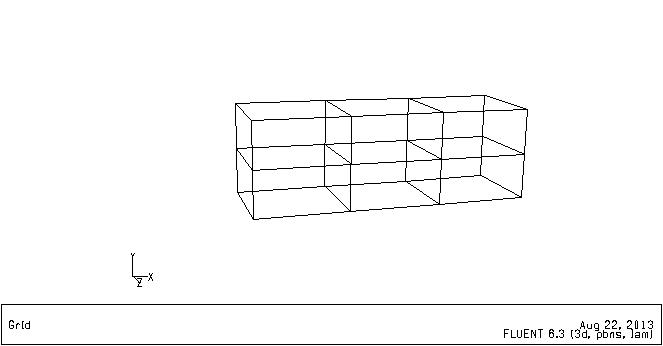 Y
X
Z
Grid
Aug 22, 2013
FLUENT 6.3 (3d, pbns, lam)